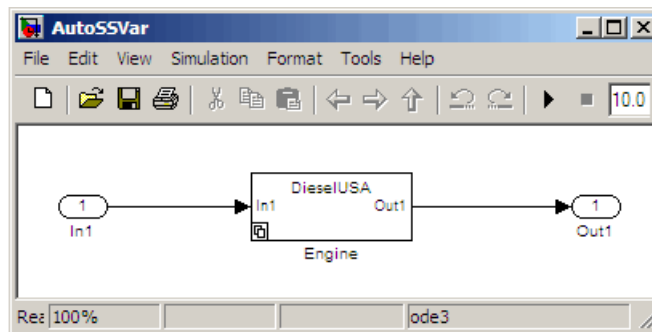 AutoSSVar
File Edit View Simulation Format Tools Help
10.0
DieselUSA
1 In1 Out1 1
In1 Out1
Engine
Rea 100% ode3